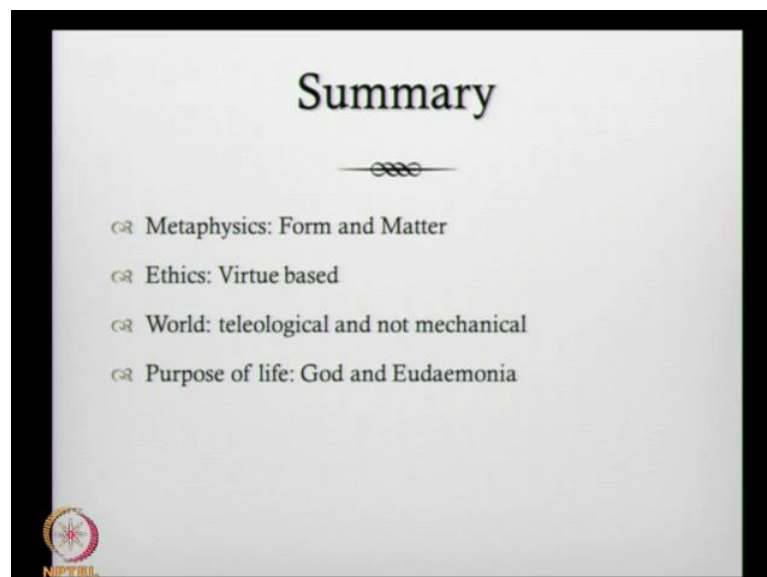 Summary
Metaphysics: Form and Matter
Ethics: Virtue based
World: teleological and not mechanical
Purpose of life: God and Eudaemonia
NPTEL